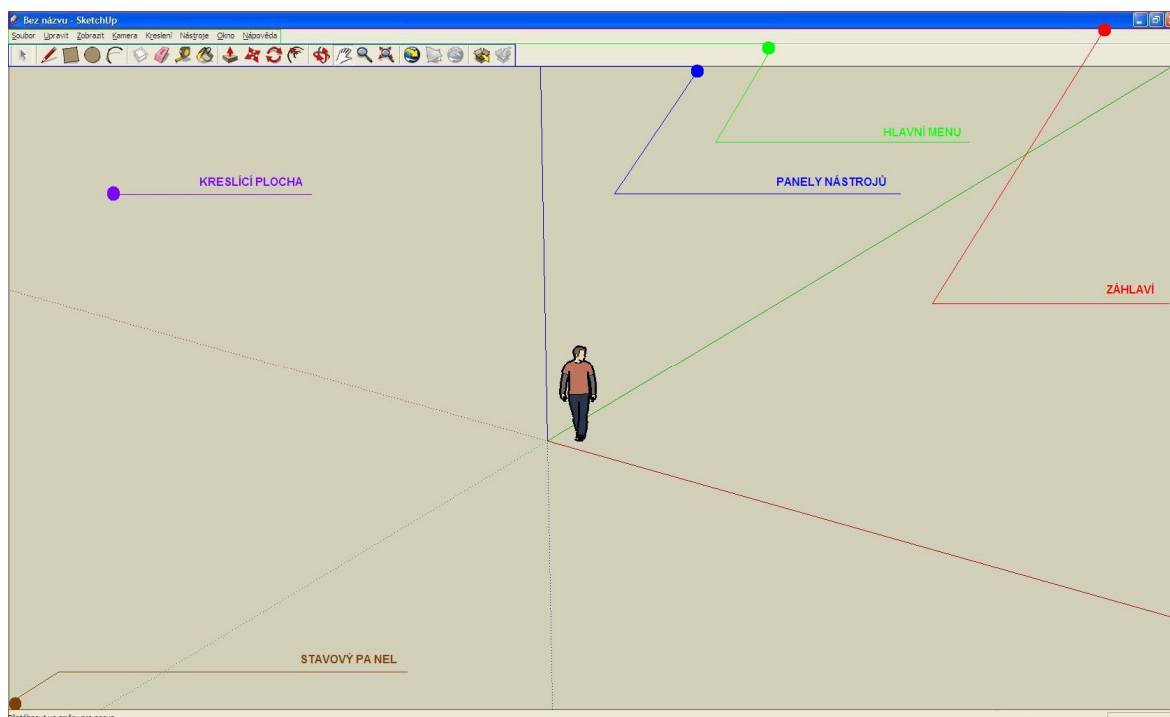 Bez názvu - SketchUp
Soubor Upravit Zobrazit Kamera Kreslení Nástroje Okno Nápověda
HLAVNÍ MENU
KRESLÍCÍ PLOCHA
PANELY NÁSTROJŮ
ZÁHLAVÍ
STAVOVÝ PA NEL